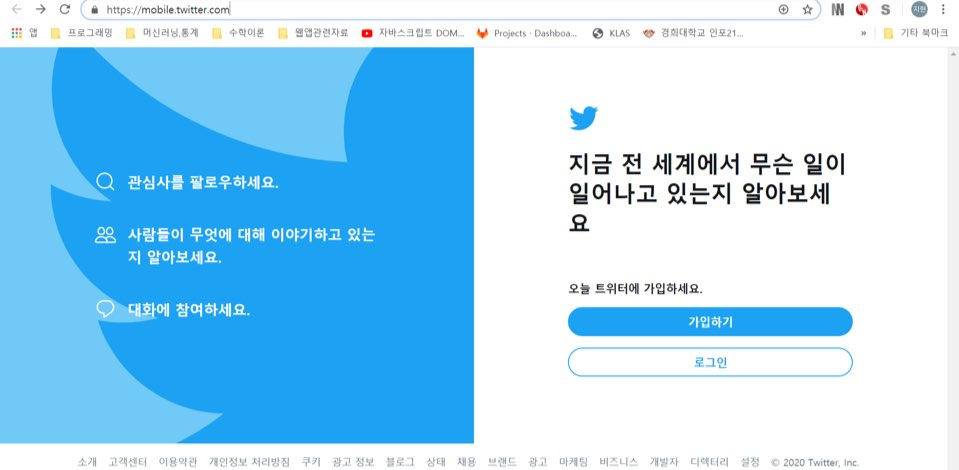 https://mobile.twitter.com
앱 프로그래밍 머신러닝,통계 수학이론 웹앱관련자료 자바스크립트 DOM... Projects · Dashboa... KLAS 경희대학교 인포21... » 기타 북마크
지금 전 세계에서 무슨 일이
일어나고 있는지 알아보세
요
관심사를 팔로우하세요.
사람들이 무엇에 대해 이야기하고 있는
지 알아보세요.
대화에 참여하세요.
오늘 트위터에 가입하세요.
가입하기
로그인
소개 고객센터 이용약관 개인정보 처리방침 쿠키 광고 정보 블로그 상태 채용 브랜드 광고 마케팅 비즈니스 개발자 디렉터리 설정 © 2020 Twitter, Inc.